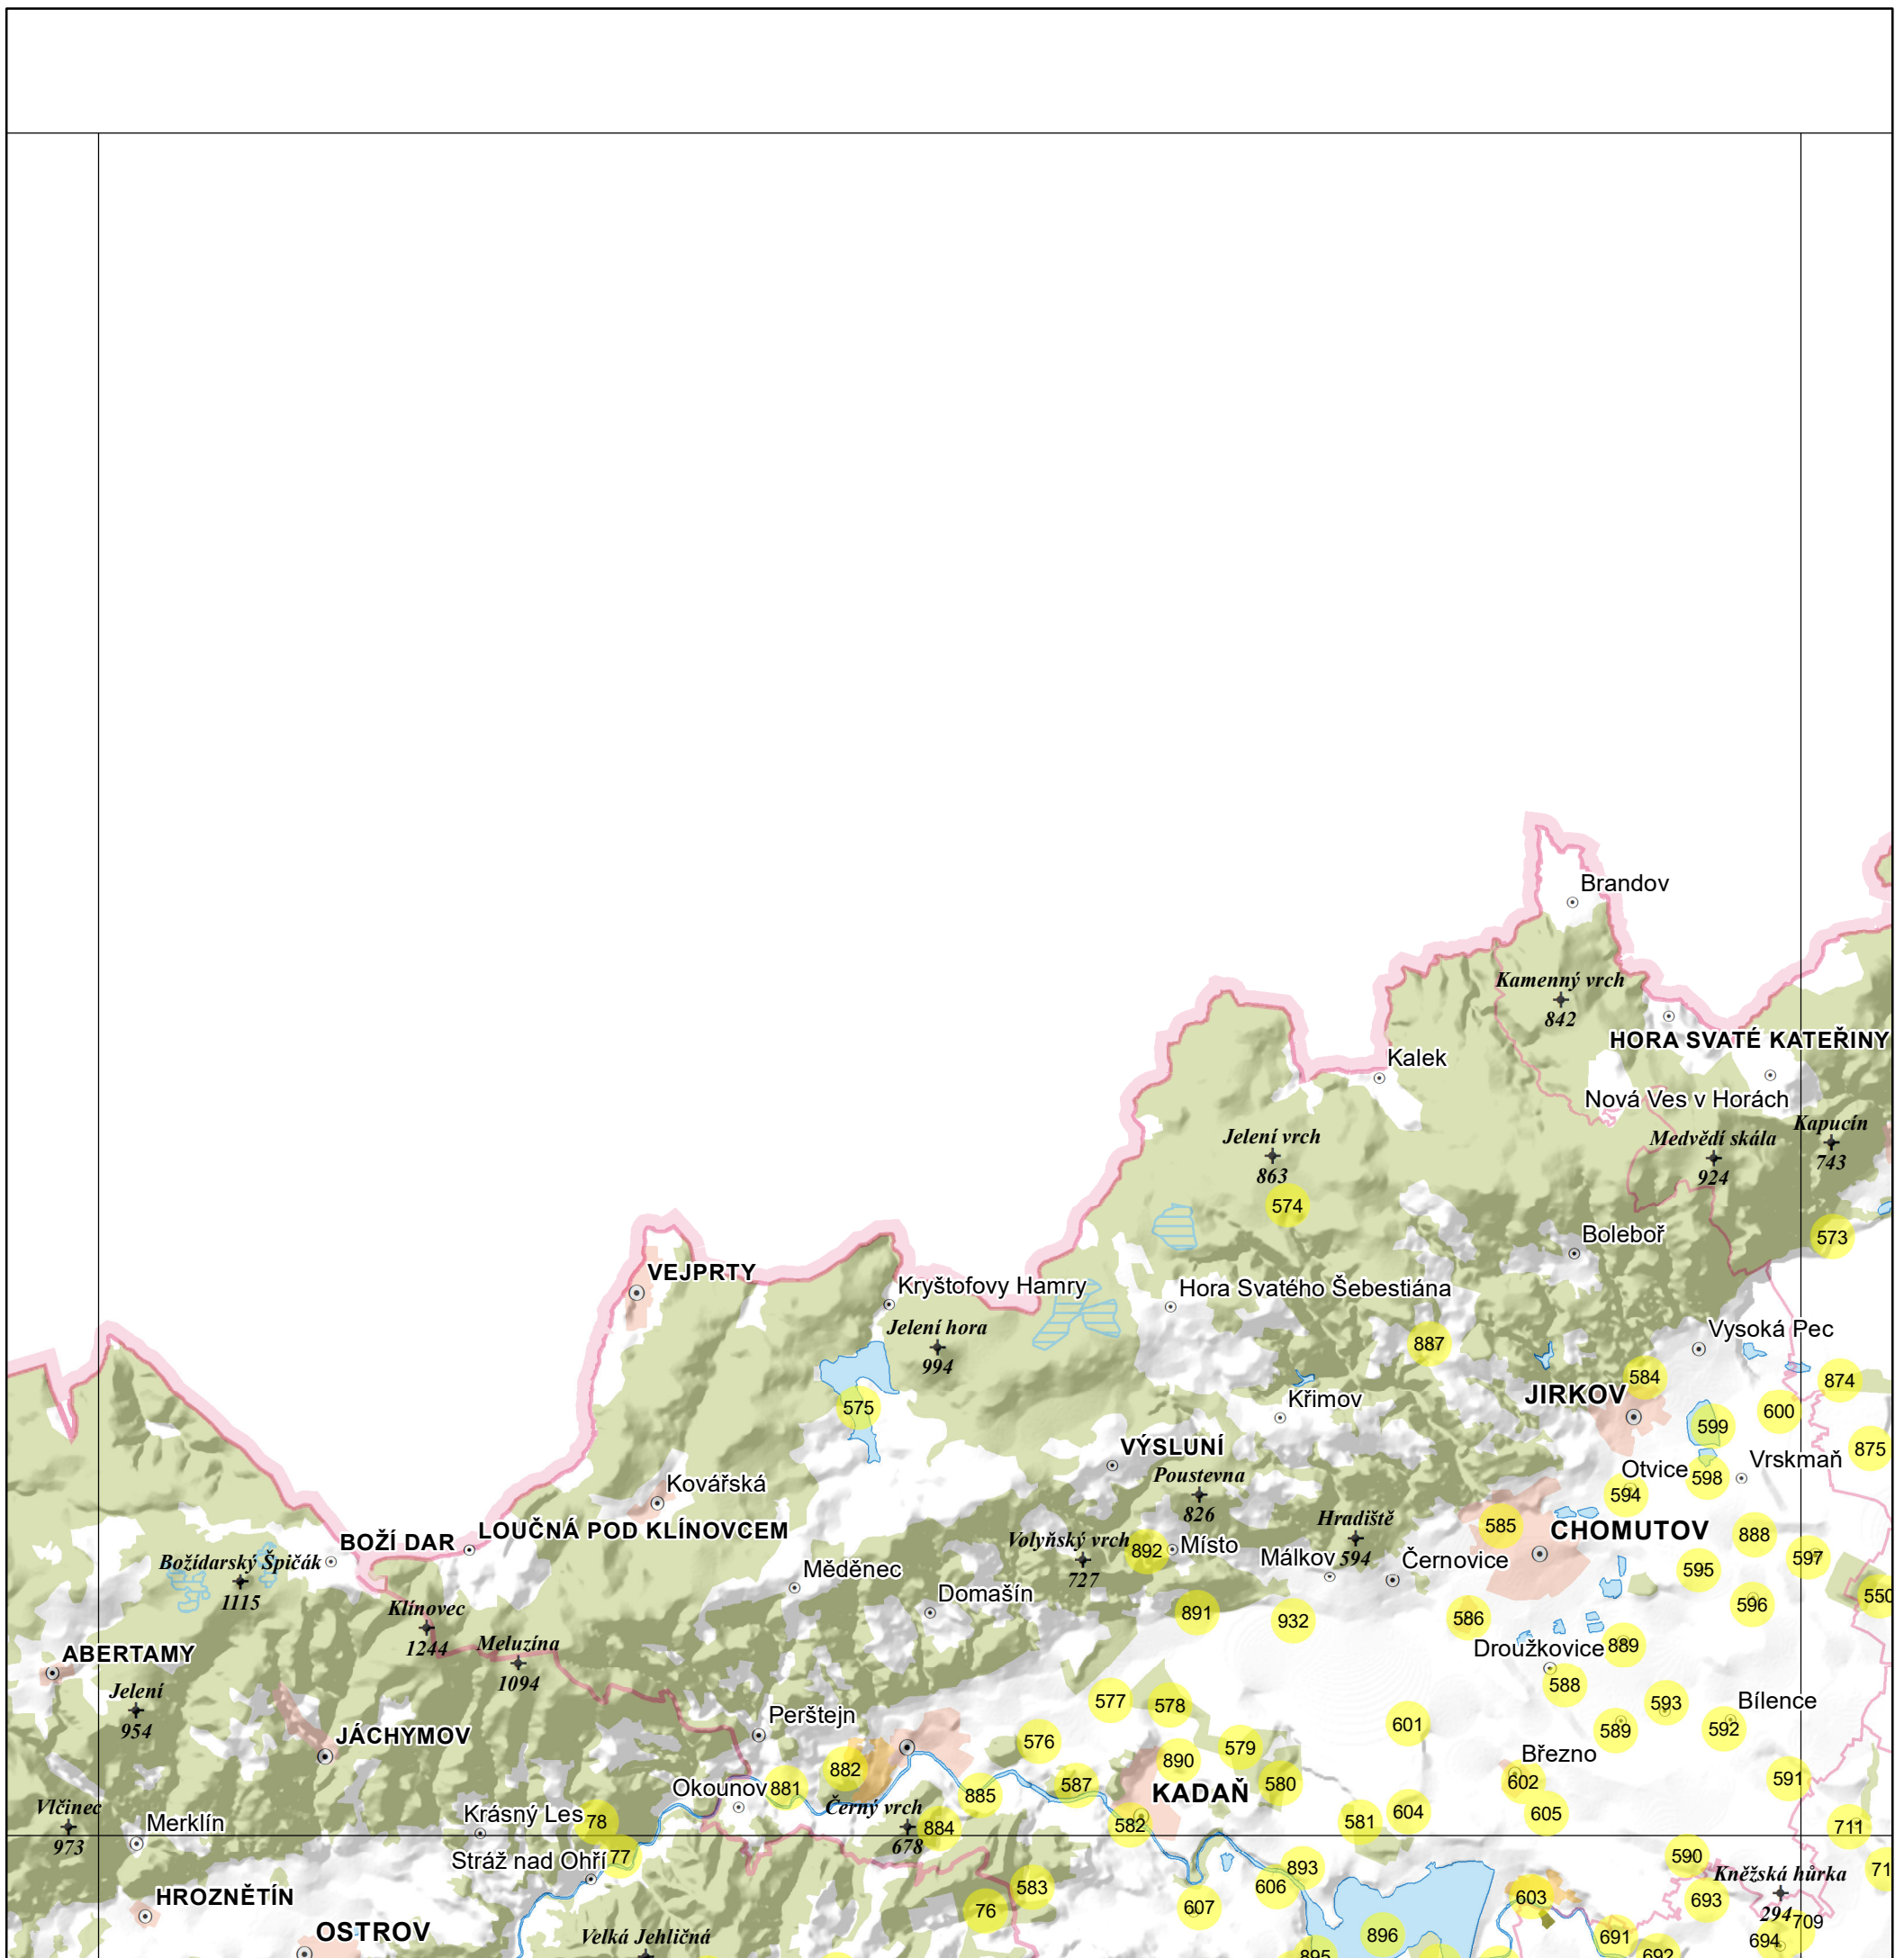 Brandov
Kamenný vrch
842
HORA SVATÉ KATEŘINY
Kalek
Nová Ves v Horách
Kapucín
743
Jelení vrch
863
Medvědí skála
924
574
573
Boleboř
VEJPRTY
Kryštofovy Hamry
Hora Svatého Šebestiána
Jelení hora
994
887
Vysoká Pec
584
874
JIRKOV
575
Křimov
599
600
VÝSLUNÍ
875
Poustevna
826
Otvice
598
Vrskmaň
Kovářská
594
Hradiště
594
585
CHOMUTOV
LOUČNÁ POD KLÍNOVCEM
BOŽÍ DAR
888
Volyňský vrch
727
892
Místo
Málkov
Černovice
597
Božídarský Špičák
1115
Měděnec
595
Domašín
550
Klínovec
1244
596
891
932
586
Meluzína
1094
Droužkovice
889
ABERTAMY
588
Jelení
954
577
578
593
Bílence
Perštejn
601
589
592
JÁCHYMOV
576
579
Březno
890
882
602
591
881
Okounov
885
587
KADAŇ
580
Vlčinec
973
Černý vrch
678
604
605
Merklín
Krásný Les
78
884
582
581
711
Stráž nad Ohří
77
590
893
71
Kněžská hůrka
294
HROZNĚTÍN
583
606
603
693
76
607
709
OSTROV
Velká Jehličná
896
691
694
895
692